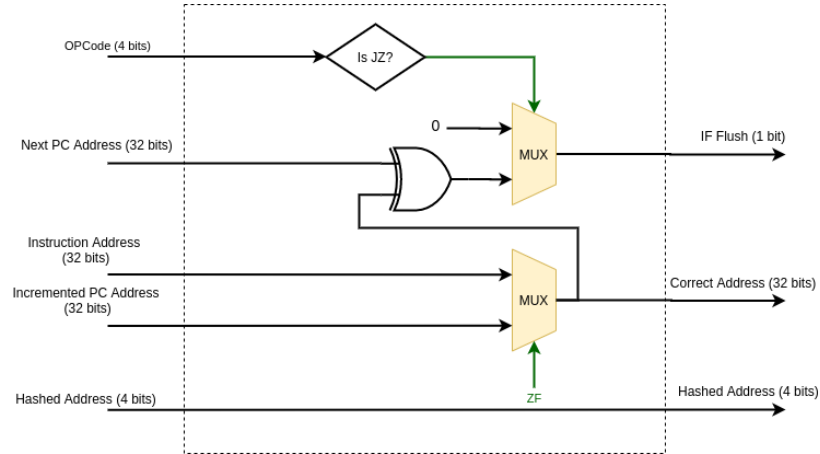 OPCode (4 bits)
Is JZ?
0
Next PC Address (32 bits)
MUX
IF Flush (1 bit)
Instruction Address
(32 bits)
Incremented PC Address
(32 bits)
MUX
Correct Address (32 bits)
ZF
Hashed Address (4 bits)
Hashed Address (4 bits)